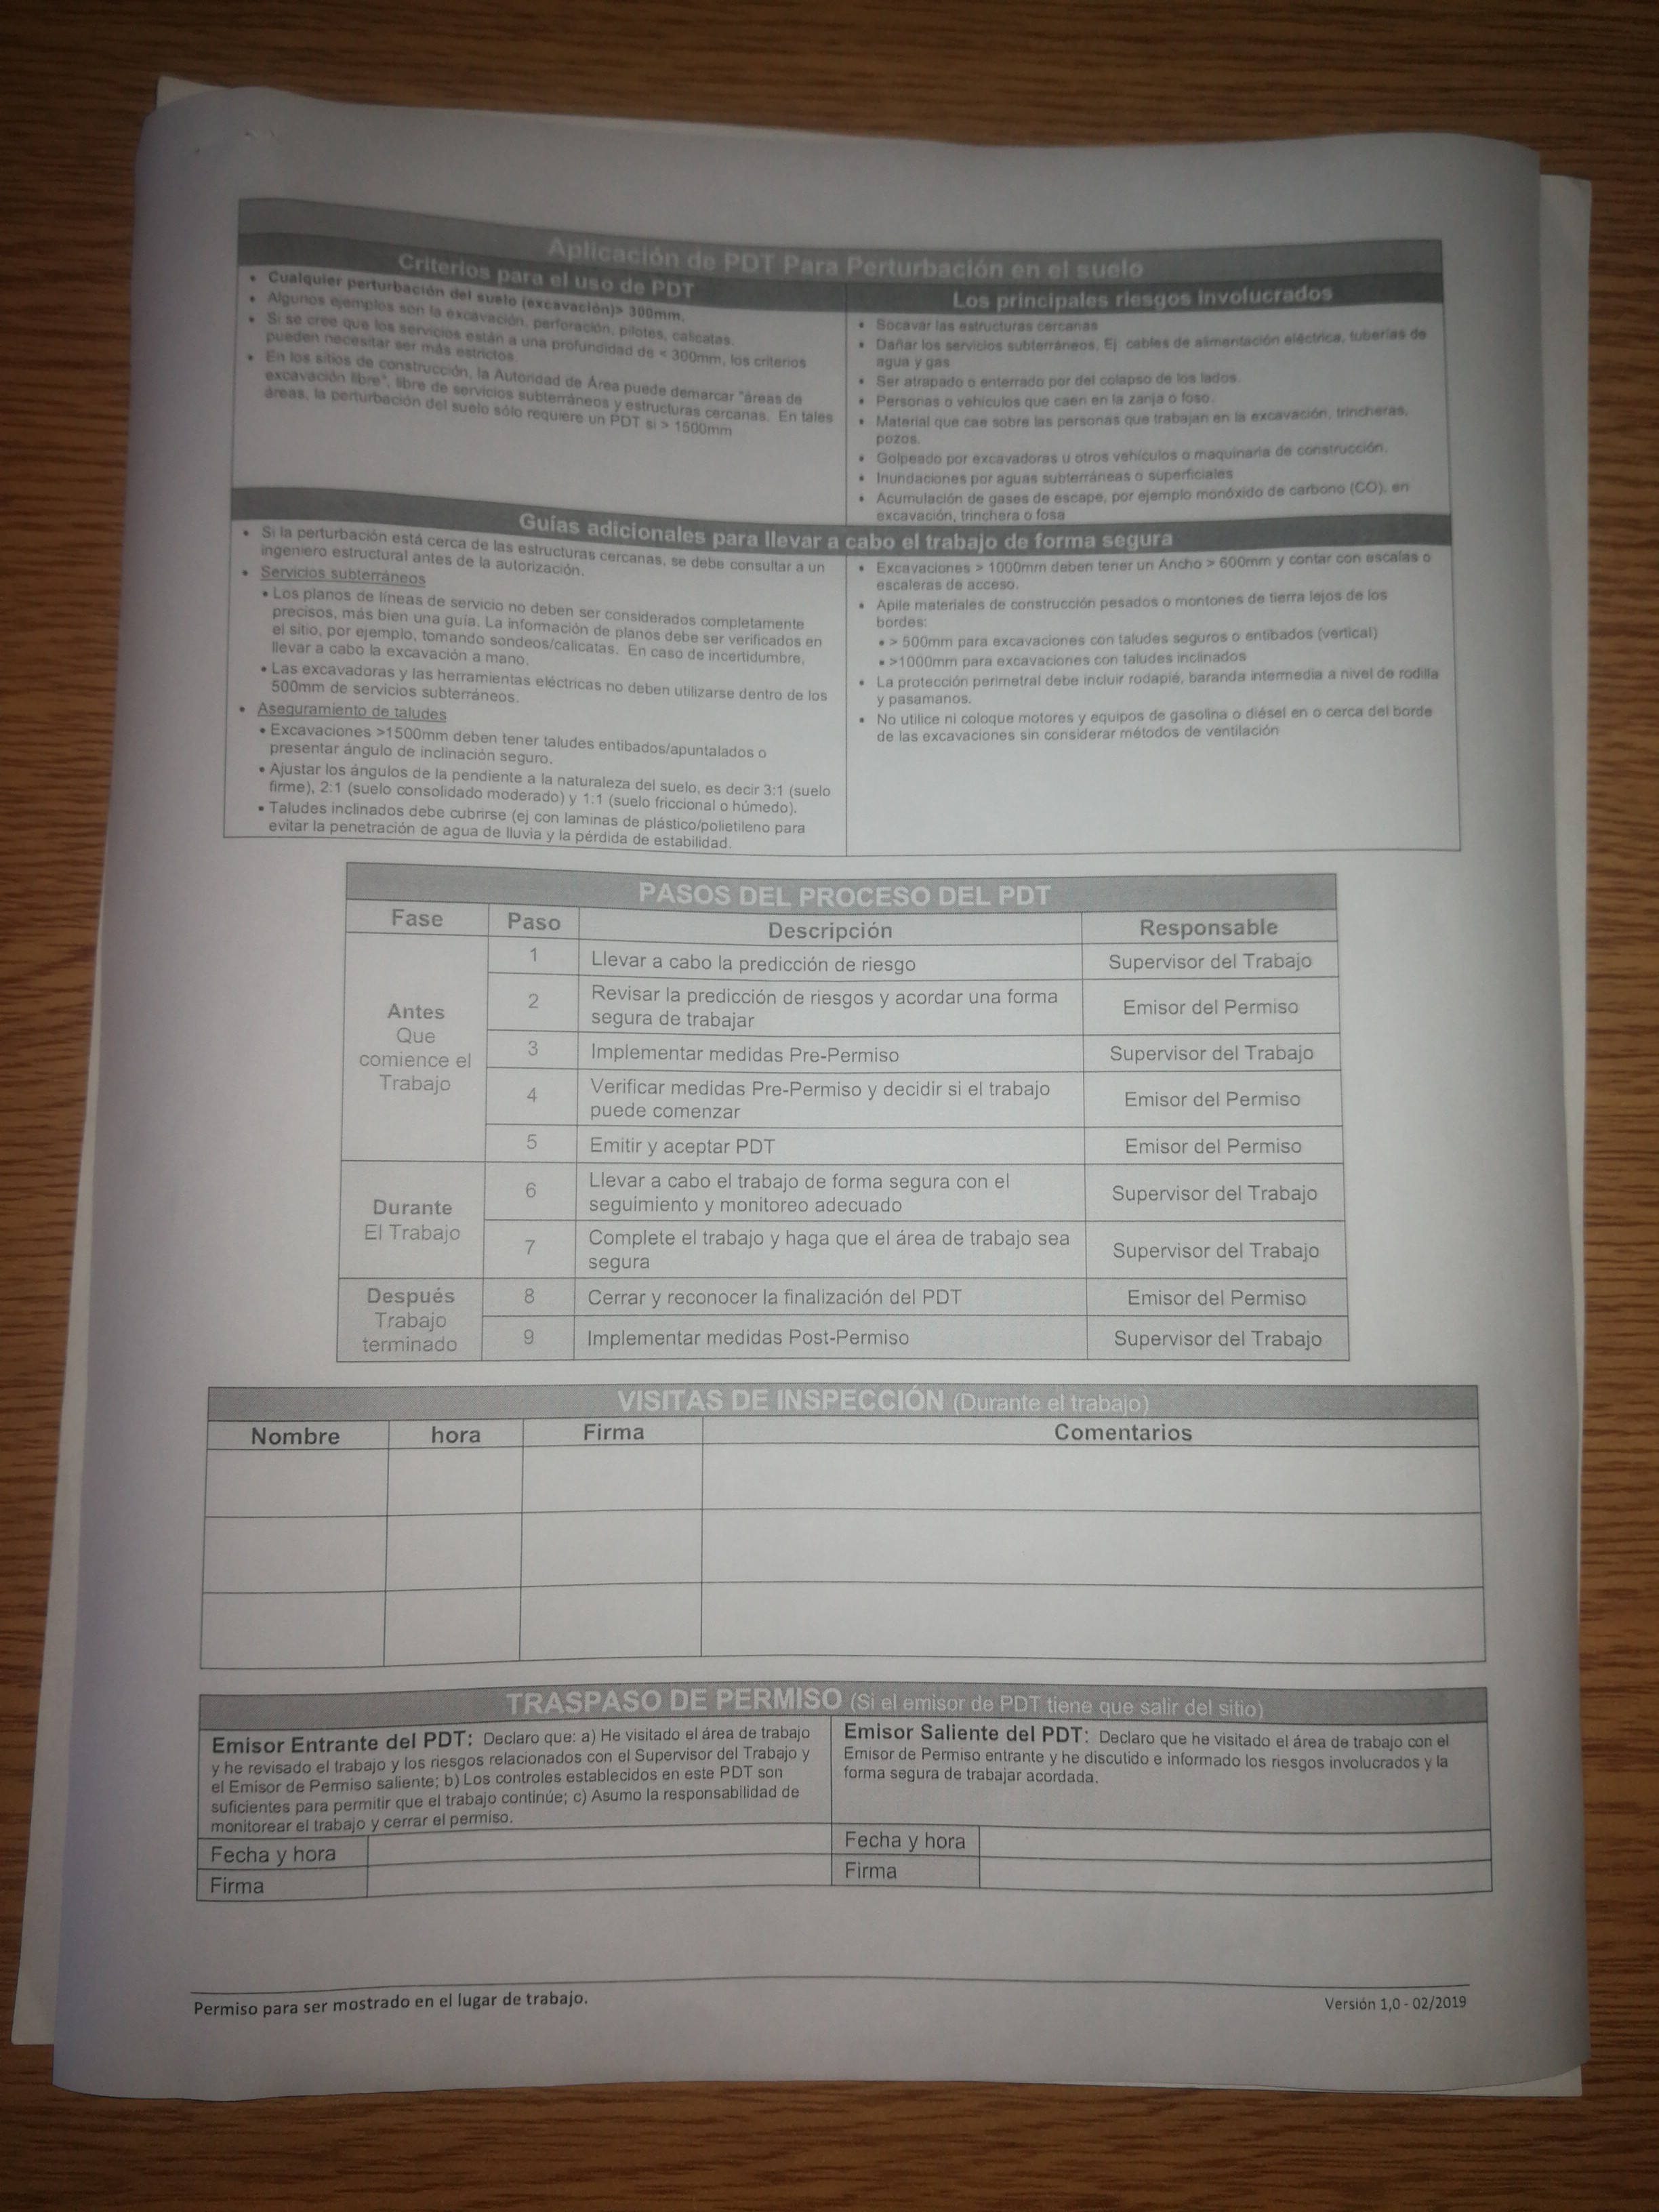 Aplicación de PDT Para Perturbación en el suelo
Criterios para el uso de PDT
• Cualquier perturbación del suelo (excavación)> 300mm.
• Algunos ejemplos son la excavación, perforación, pilotes, calicatas.
• Si se cree que los servicios están a una profundidad de < 300mm, los criterios
pueden necesitar ser más estrictos.
• En los sitios de construcción, la Autoridad de Área puede demarcar "áreas de
excavación libre", libre de servicios subterráneos y estructuras cercanas. En tales
áreas, la perturbación del suelo sólo requiere un PDT si > 1500mm
Los principales riesgos involucrados
• Socavar las estructuras cercanas
• Dañar los servicios subterráneos, Ej. cables de alimentación eléctrica, tuberías de
agua y gas
• Ser atrapado o enterrado por del colapso de los lados.
• Personas o vehículos que caen en la zanja o foso.
• Material que cae sobre las personas que trabajan en la excavación, trincheras,
pozos.
• Golpeado por excavadoras u otros vehículos o maquinaria de construcción.
• Inundaciones por aguas subterráneas o superficiales
• Acumulación de gases de escape, por ejemplo monóxido de carbono (CO), en
excavación, trinchera o fosa
Guías adicionales para llevar a cabo el trabajo de forma segura
• Si la perturbación está cerca de las estructuras cercanas, se debe consultar a un
ingeniero estructural antes de la autorización.
• Servicios subterráneos
• Los planos de líneas de servicio no deben ser considerados completamente
precisos, más bien una guía. La información de planos debe ser verificados en
el sitio, por ejemplo, tomando sondeos/calicatas. En caso de incertidumbre,
llevar a cabo la excavación a mano.
• Las excavadoras y las herramientas eléctricas no deben utilizarse dentro de los
500mm de servicios subterráneos.
• Aseguramiento de taludes
• Excavaciones >1500mm deben tener taludes entibados/apuntalados o
presentar ángulo de inclinación seguro.
• Ajustar los ángulos de la pendiente a la naturaleza del suelo, es decir 3:1 (suelo
firme), 2:1 (suelo consolidado moderado) y 1:1 (suelo friccional o húmedo).
• Taludes inclinados debe cubrirse (ej con laminas de plástico/polietileno para
evitar la penetración de agua de lluvia y la pérdida de estabilidad.
• Excavaciones > 1000mm deben tener un Ancho > 600mm y contar con escalas o
escaleras de acceso.
• Apile materiales de construcción pesados o montones de tierra lejos de los
bordes:
• > 500mm para excavaciones con taludes seguros o entibados (vertical)
• >1000mm para excavaciones con taludes inclinados
• La protección perimetral debe incluir rodapié, baranda intermedia a nivel de rodilla
y pasamanos.
• No utilice ni coloque motores y equipos de gasolina o diésel en o cerca del borde
de las excavaciones sin considerar métodos de ventilación
PASOS DEL PROCESO DEL PDT
Fase Paso Descripción Responsable
Antes
Que
comience el
Trabajo
1 Llevar a cabo la predicción de riesgo Supervisor del Trabajo
2 Revisar la predicción de riesgos y acordar una forma
segura de trabajar Emisor del Permiso
3 Implementar medidas Pre-Permiso Supervisor del Trabajo
4 Verificar medidas Pre-Permiso y decidir si el trabajo
puede comenzar Emisor del Permiso
5 Emitir y aceptar PDT Emisor del Permiso
Durante
El Trabajo
6 Llevar a cabo el trabajo de forma segura con el
seguimiento y monitoreo adecuado Supervisor del Trabajo
7 Complete el trabajo y haga que el área de trabajo sea
segura Supervisor del Trabajo
Después
Trabajo
terminado
8 Cerrar y reconocer la finalización del PDT Emisor del Permiso
9 Implementar medidas Post-Permiso Supervisor del Trabajo
VISITAS DE INSPECCIÓN (Durante el trabajo)
Nombre hora Firma Comentarios
TRASPASO DE PERMISO (Si el emisor de PDT tiene que salir del sitio)
Emisor Entrante del PDT: Declaro que: a) He visitado el área de trabajo
y he revisado el trabajo y los riesgos relacionados con el Supervisor del Trabajo y
el Emisor de Permiso saliente; b) Los controles establecidos en este PDT son
suficientes para permitir que el trabajo continúe; c) Asumo la responsabilidad de
monitorear el trabajo y cerrar el permiso.
Fecha y hora
Firma
Emisor Saliente del PDT: Declaro que he visitado el área de trabajo con el
Emisor de Permiso entrante y he discutido e informado los riesgos involucrados y la
forma segura de trabajar acordada.
Fecha y hora
Firma
Permiso para ser mostrado en el lugar de trabajo. Versión 1,0 - 02/2019